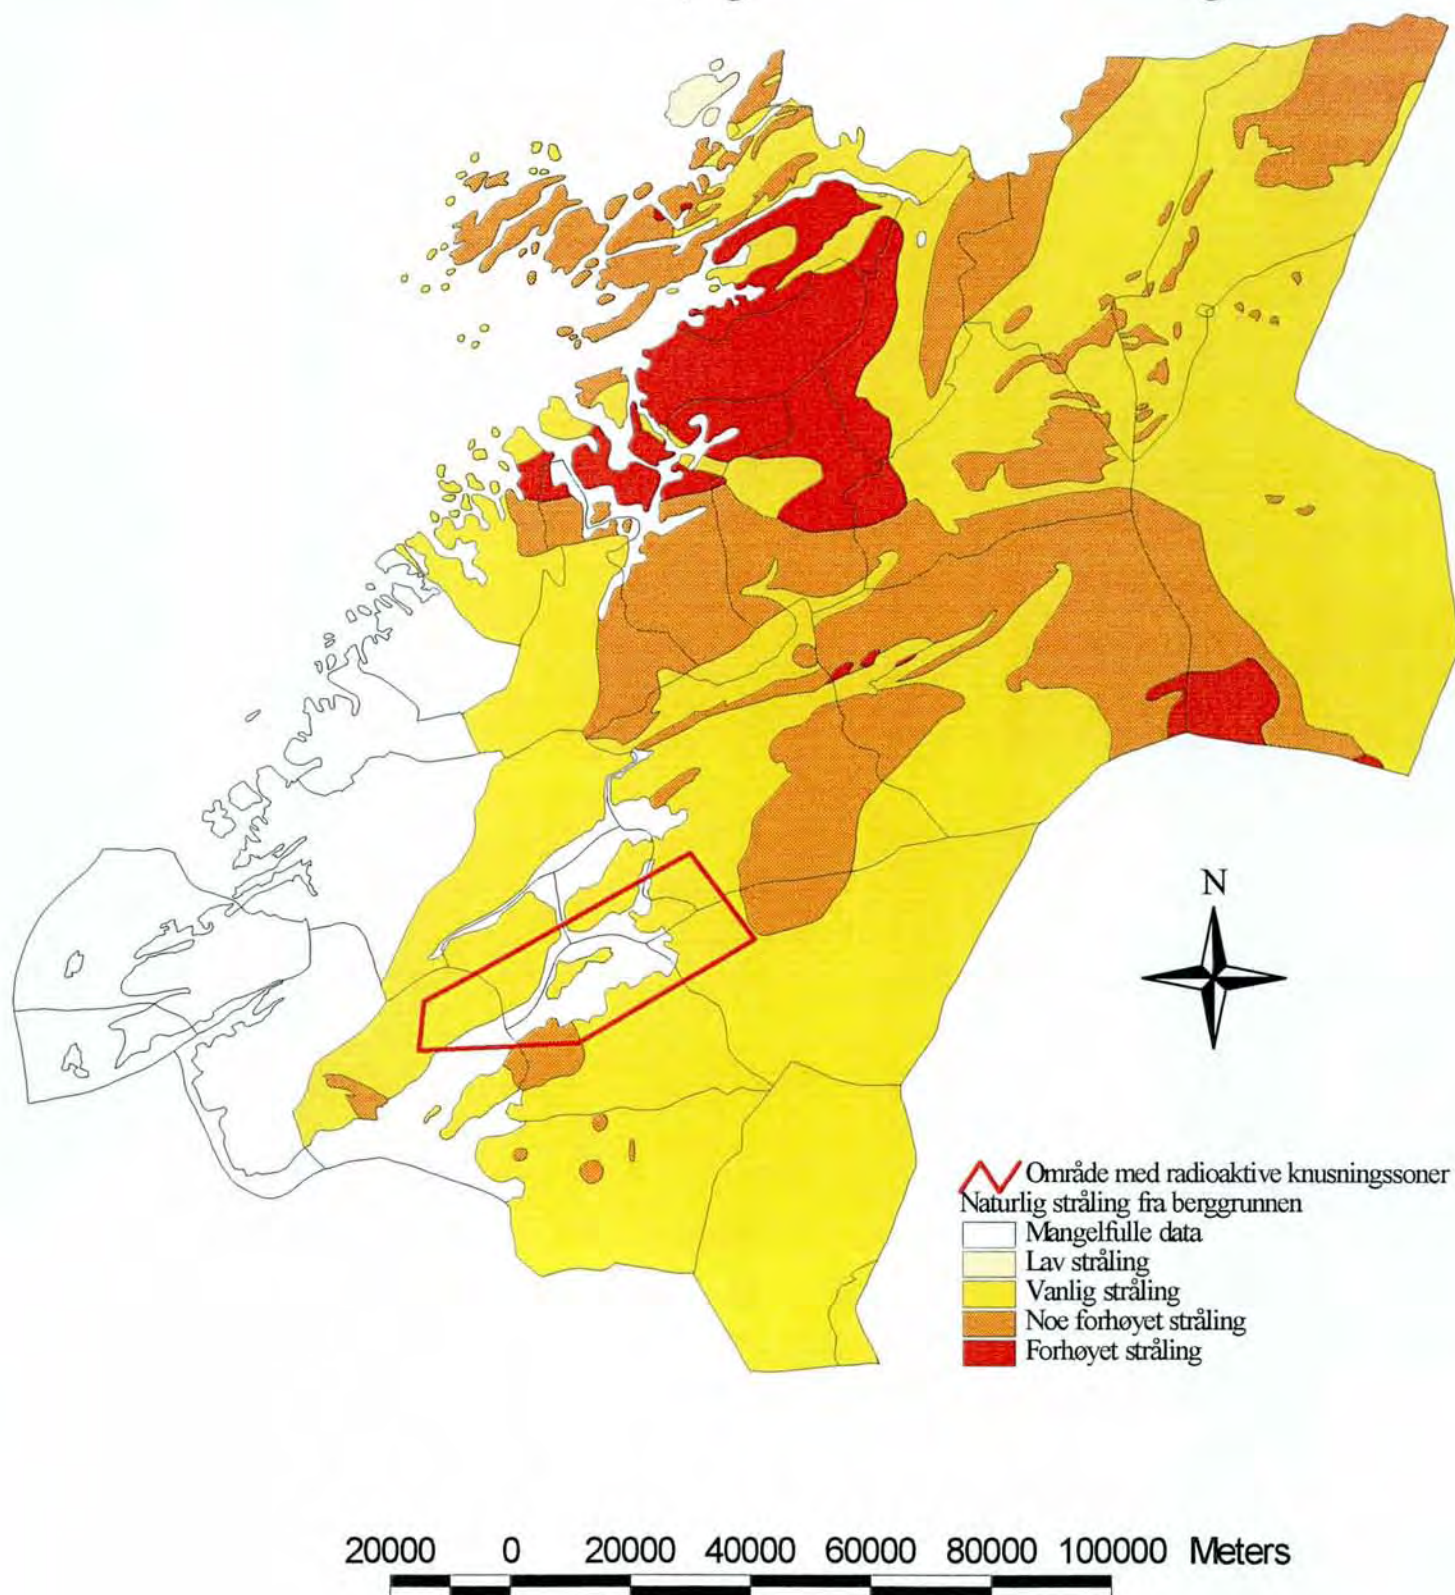 N
Område med radioaktive knusningssoner
Naturlig stråling fra berggrunnen
Mangelfulle data
Lav stråling
Vanlig stråling
Noe forhøyet stråling
Forhøyet stråling
20000 0 20000 40000 60000 80000 100000 Meters